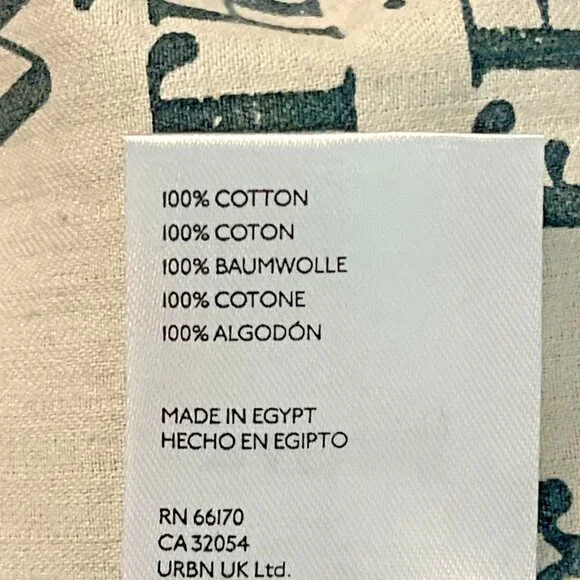 100% COTTON
100% COTON
100% BAUMWOLLE
100% COTONE
100% ALGODÓN
MADE IN EGYPT
HECHO EN EGIPTO
RN 66170
CA 32054
URBN UK Ltd.